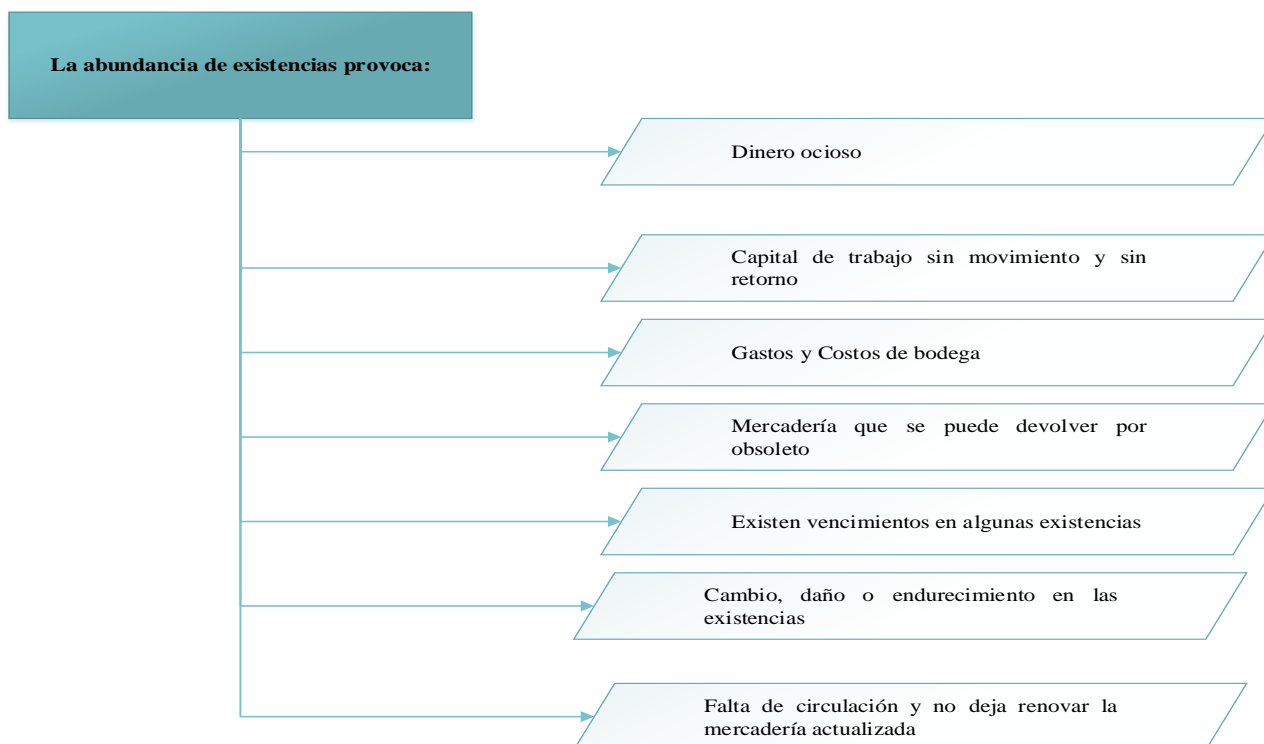 La abundancia de existencias provoca:
Dinero ocioso
Capital de trabajo sin movimiento y sin
retorno
Gastos y Costos de bodega
Mercadería que se puede devolver por
obsoleto
Existen vencimientos en algunas existencias
Cambio, daño o endurecimiento en las
existencias
Falta de circulación y no deja renovar la
mercadería actualizada